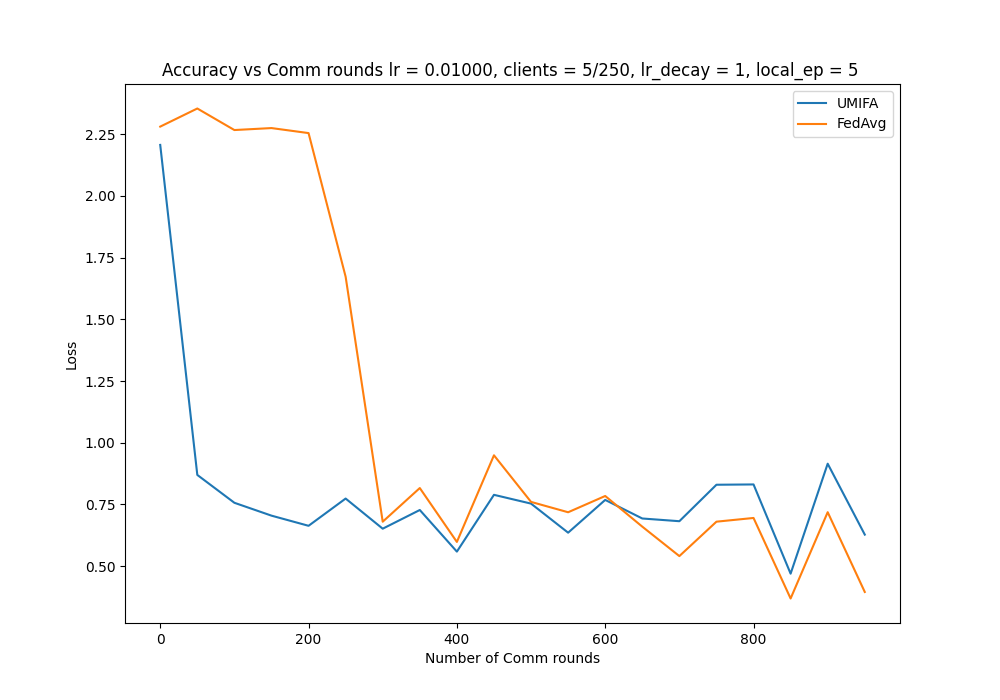 Accuracy vs Comm rounds lr = 0.01000, clients = 5/250, lr_decay = 1, local_ep = 5
UMIFA
FedAvg
2.25
2.00
1.75
1.50
1.25
1.00
0.75
0.50
Loss
0 200 400 600 800
Number of Comm rounds